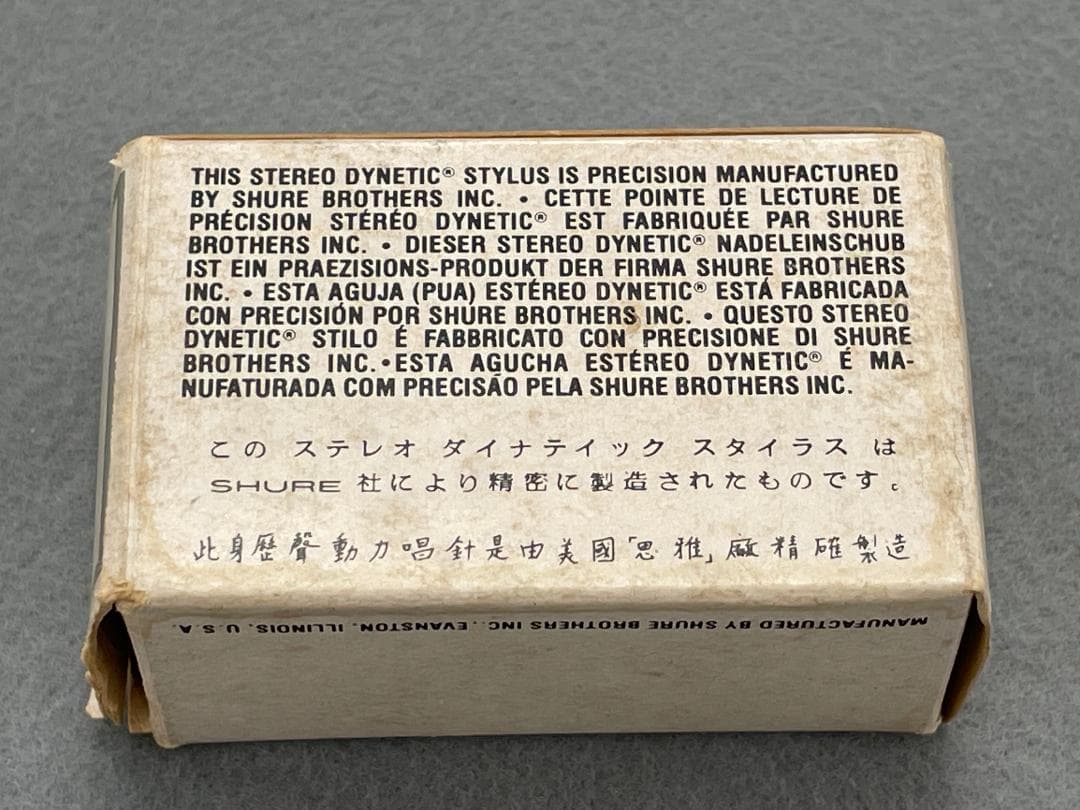 THIS STEREO DYNETIC® STYLUS IS PRECISION MANUFACTURED
BY SHURE BROTHERS INC. • CETTE POINTE DE LECTURE DE
PRÉCISION STÉRÉO DYNETIC® EST FABRIQUÉE PAR SHURE
BROTHERS INC. • DIESER STEREO DYNETIC® NADELEINSCHUB
IST EIN PRAEZISIONS-PRODUKT DER FIRMA SHURE BROTHERS
INC. • ESTA AGUJA (PUA) ESTÉREO DYNETIC® ESTÁ FABRICADA
CON PRECISIÓN POR SHURE BROTHERS INC. • QUESTO STEREO
DYNETIC® STILO É FABBRICATO CON PRECISIONE DI SHURE
BROTHERS INC. • ESTA AGUCHA ESTÉREO DYNETIC® É MA-
NUFATURADA COM PRECISÃO PELA SHURE BROTHERS INC.
この ステレオ ダイナテイック スタイラス は
SHURE 社により精密に製造されたものです。
此身歷聲動力唱針是由美國「思雅」廠精確製造
MANUFACTURED BY SHURE BROTHERS INC., EVANSTON, ILLINOIS, U.S.A.